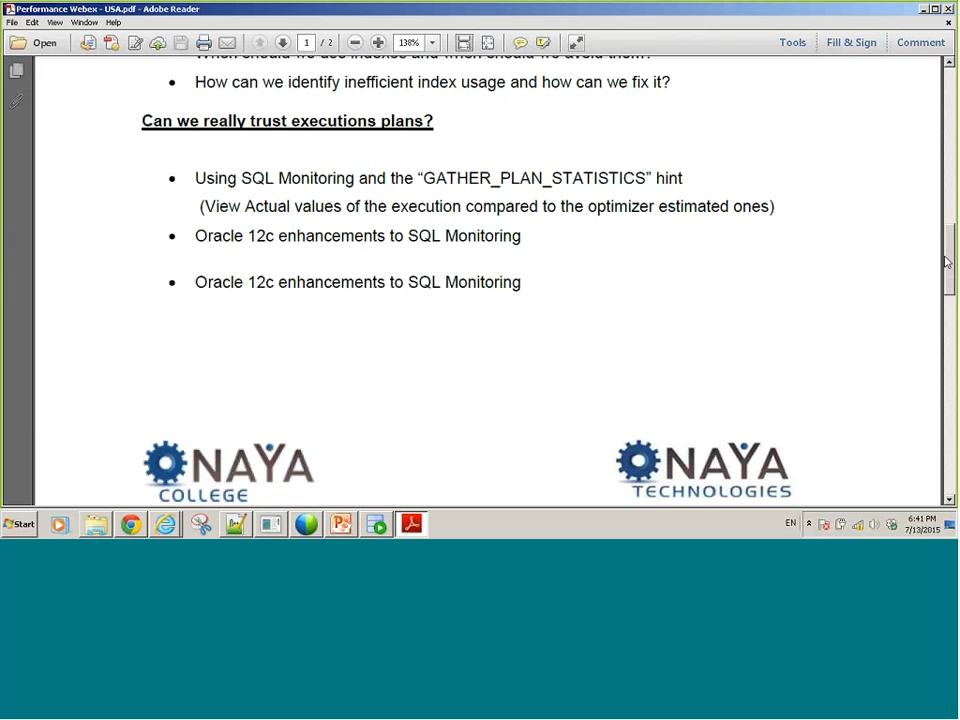 Performance Webex - USA.pdf - Adobe Reader
File Edit View Window Help
Open 1 / 2 138% Tools Fill & Sign Comment
When should we use indexes and when should we avoid them?
• How can we identify inefficient index usage and how can we fix it?
Can we really trust executions plans?
• Using SQL Monitoring and the “GATHER_PLAN_STATISTICS” hint
(View Actual values of the execution compared to the optimizer estimated ones)
• Oracle 12c enhancements to SQL Monitoring
• Oracle 12c enhancements to SQL Monitoring
NAYA COLLEGE
NAYA TECHNOLOGIES
Start EN 6:41 PM
7/13/2015